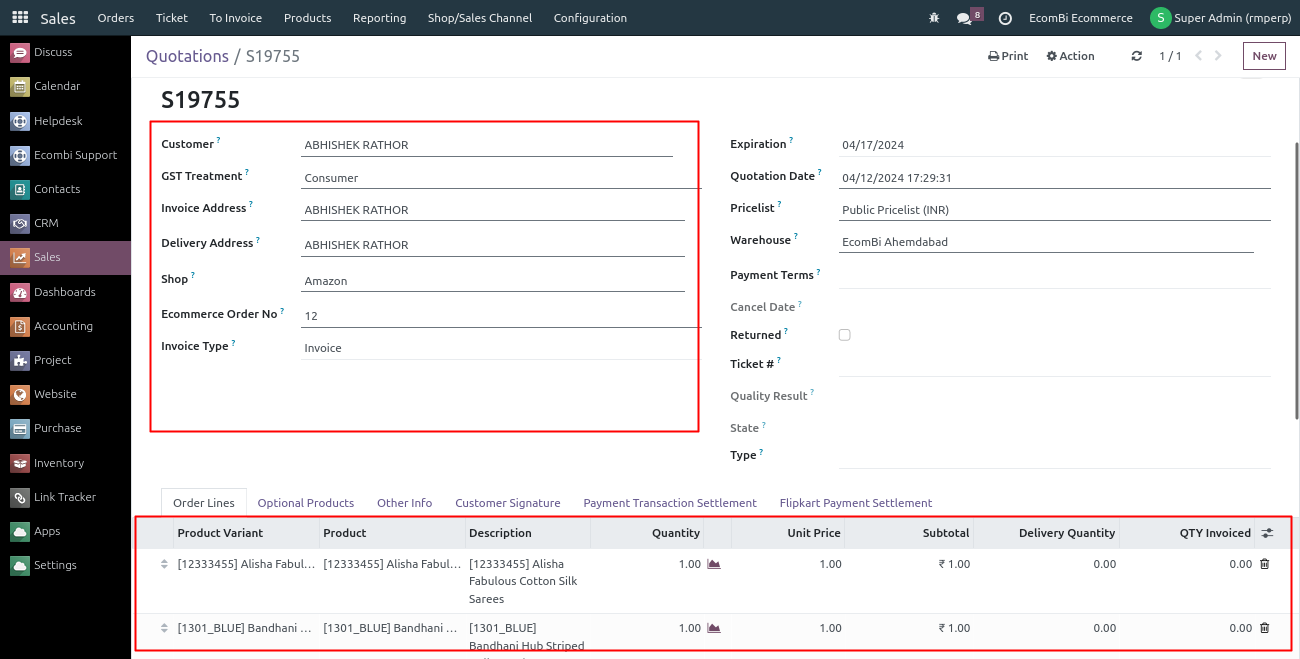 Sales Orders Ticket To Invoice Products Reporting Shop/Sales Channel Configuration 8 EcomBi Ecommerce S Super Admin (rmperp)
Discuss
Calendar
Helpdesk
Ecombi Support
Contacts
CRM
Sales
Dashboards
Accounting
Project
Website
Purchase
Inventory
Link Tracker
Apps
Settings
Quotations / S19755 Print Action 1 / 1 New
S19755
Customer ? ABHISHEK RATHOR
GST Treatment ? Consumer
Invoice Address ? ABHISHEK RATHOR
Delivery Address ? ABHISHEK RATHOR
Shop ? Amazon
Ecommerce Order No ? 12
Invoice Type ? Invoice
Expiration ? 04/17/2024
Quotation Date ? 04/12/2024 17:29:31
Pricelist ? Public Pricelist (INR)
Warehouse ? EcomBi Ahemdabad
Payment Terms ?
Cancel Date ?
Returned ?
Ticket # ?
Quality Result ?
State ?
Type ?
Order Lines Optional Products Other Info Customer Signature Payment Transaction Settlement Flipkart Payment Settlement
Product Variant Product Description Quantity Unit Price Subtotal Delivery Quantity QTY Invoiced
[12333455] Alisha Fabul... [12333455] Alisha Fabul... [12333455] Alisha 1.00 1.00 ₹ 1.00 0.00 0.00
Fabulous Cotton Silk
Sarees
[1301_BLUE] Bandhani ... [1301_BLUE] Bandhani ... [1301_BLUE] 1.00 1.00 ₹ 1.00 0.00 0.00
Bandhani Hub Striped